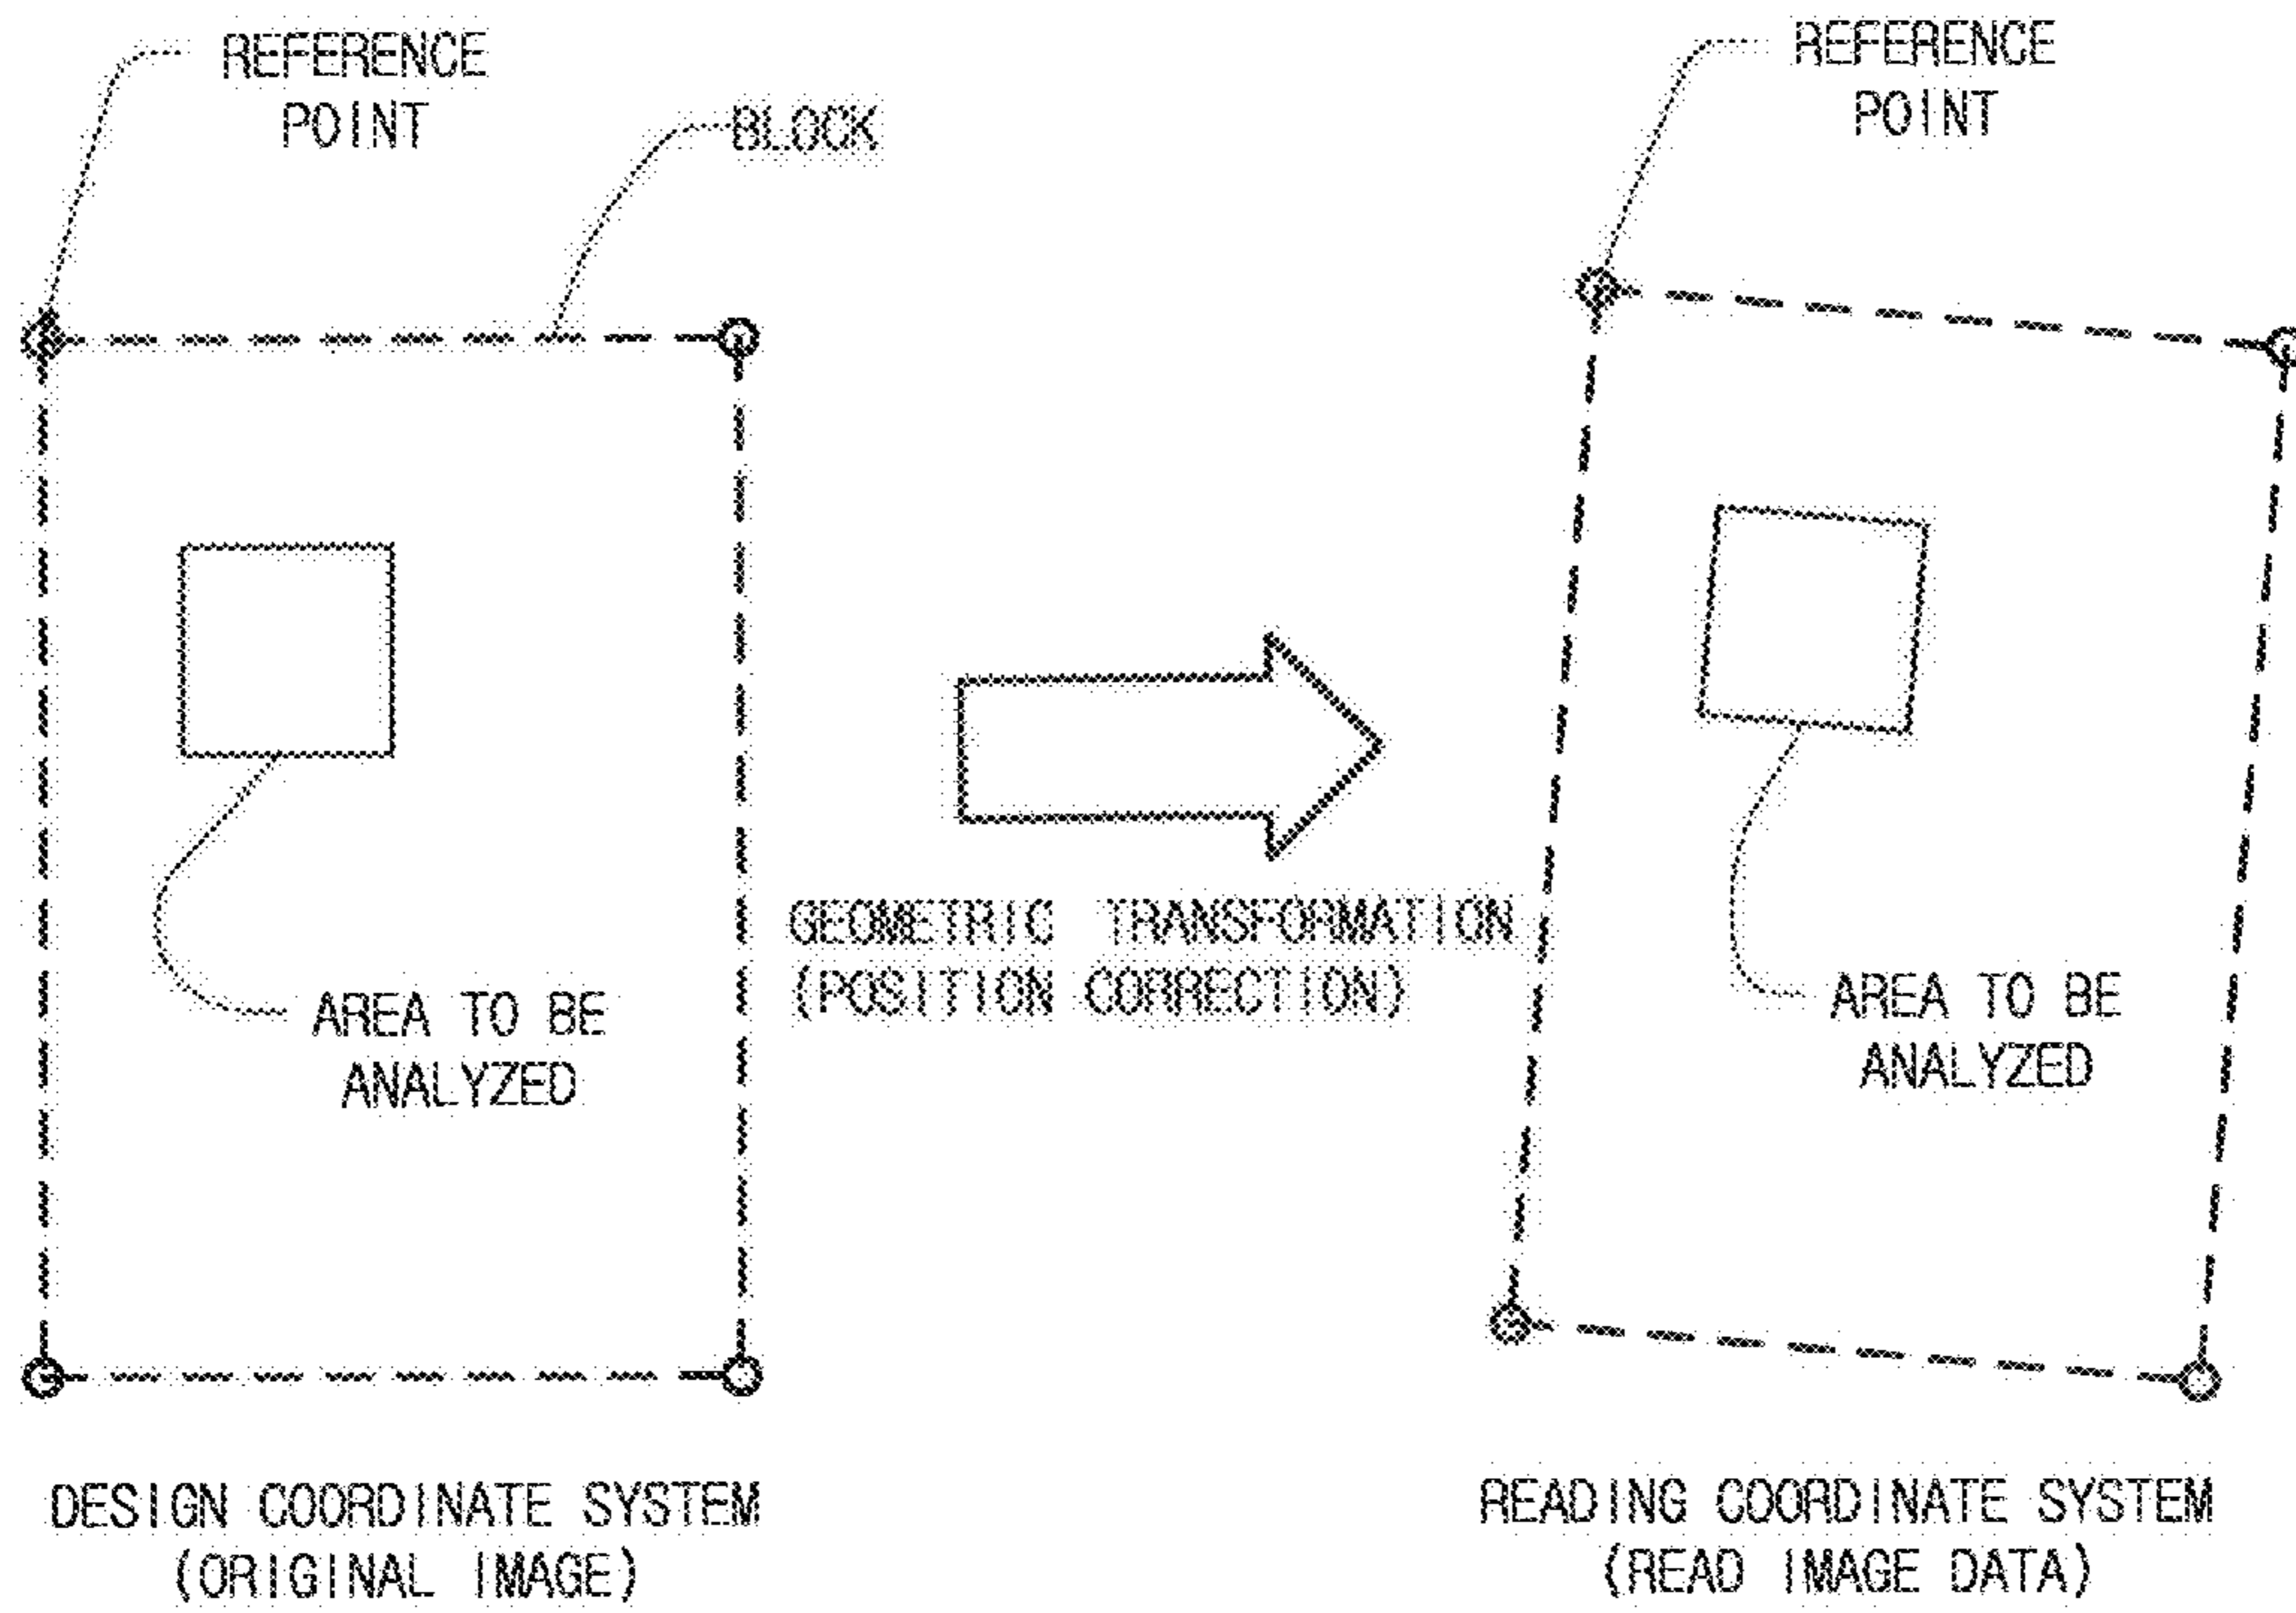 REFERENCE
POINT
BLOCK
REFERENCE
POINT
GEOMETRIC TRANSFORMATION
(POSITION CORRECTION)
AREA TO BE
ANALYZED
AREA TO BE
ANALYZED
DESIGN COORDINATE SYSTEM
(ORIGINAL IMAGE)
READING COORDINATE SYSTEM
(READ IMAGE DATA)